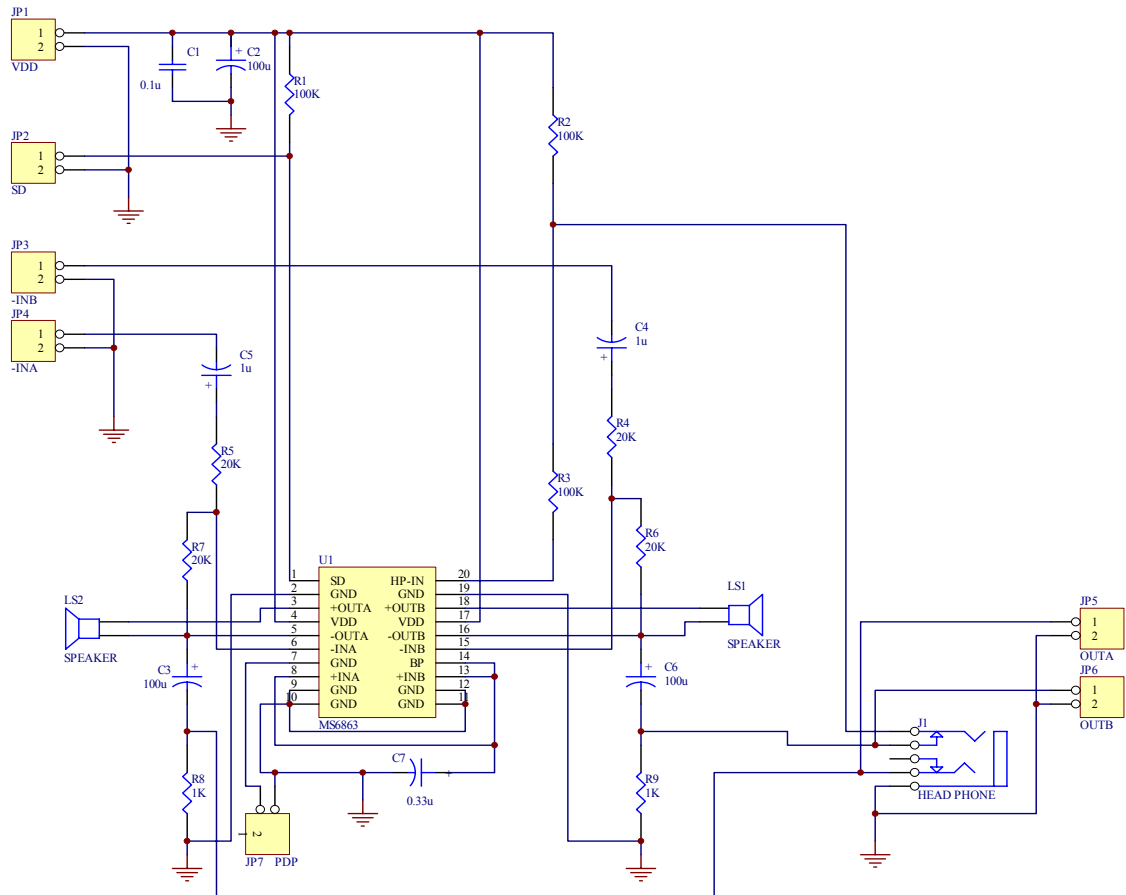 JP1
1
2
VDD
C1
0.1u
+
C2
100u
R1
100K
R2
100K
JP2
1
2
SD
JP3
1
2
-INB
JP4
1
2
-INA
C5
1u
+
C4
1u
+
R5
20K
R4
20K
R3
100K
R7
20K
R6
20K
U1
1 SD HP-IN 20
2 GND GND 19
3 +OUTA +OUTB 18
4 VDD VDD 17
5 -OUTA -OUTB 16
6 -INA -INB 15
7 GND BP 14
8 +INA +INB 13
9 GND GND 12
10 GND GND 11
MS6863
LS2
SPEAKER
LS1
SPEAKER
C3
+
100u
C6
+
100u
C7
+
0.33u
R8
1K
R9
1K
1
2
JP7 PDP
JP5
1
2
OUTA
JP6
1
2
OUTB
J1
HEAD PHONE